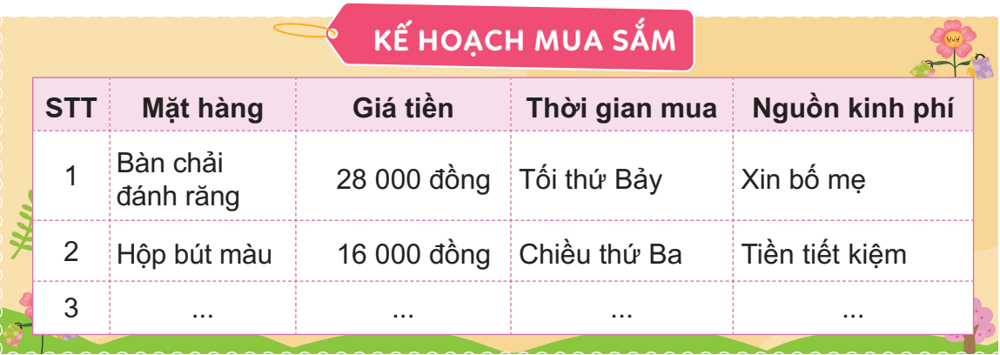 KẾ HOẠCH MUA SẮM
STT Mặt hàng Giá tiền Thời gian mua Nguồn kinh phí
1 Bàn chải đánh răng 28 000 đồng Tối thứ Bảy Xin bố mẹ
2 Hộp bút màu 16 000 đồng Chiều thứ Ba Tiền tiết kiệm
3 ... ... ... ...